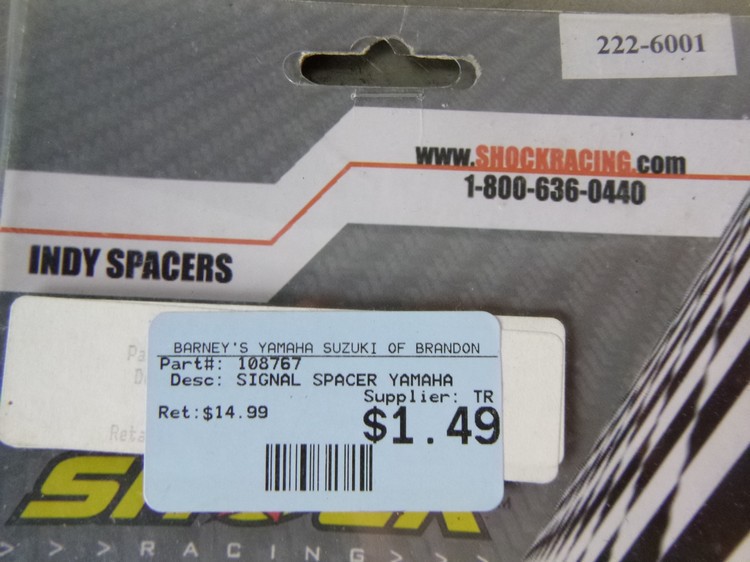 222-6001
www.SHOCKRACING.com
1-800-636-0440
INDY SPACERS
BARNEY'S YAMAHA SUZUKI OF BRANDON
Part#: 108767
Desc: SIGNAL SPACER YAMAHA
Supplier: TR
Ret:$14.99
$1.49
> > > R A C I N G > > >